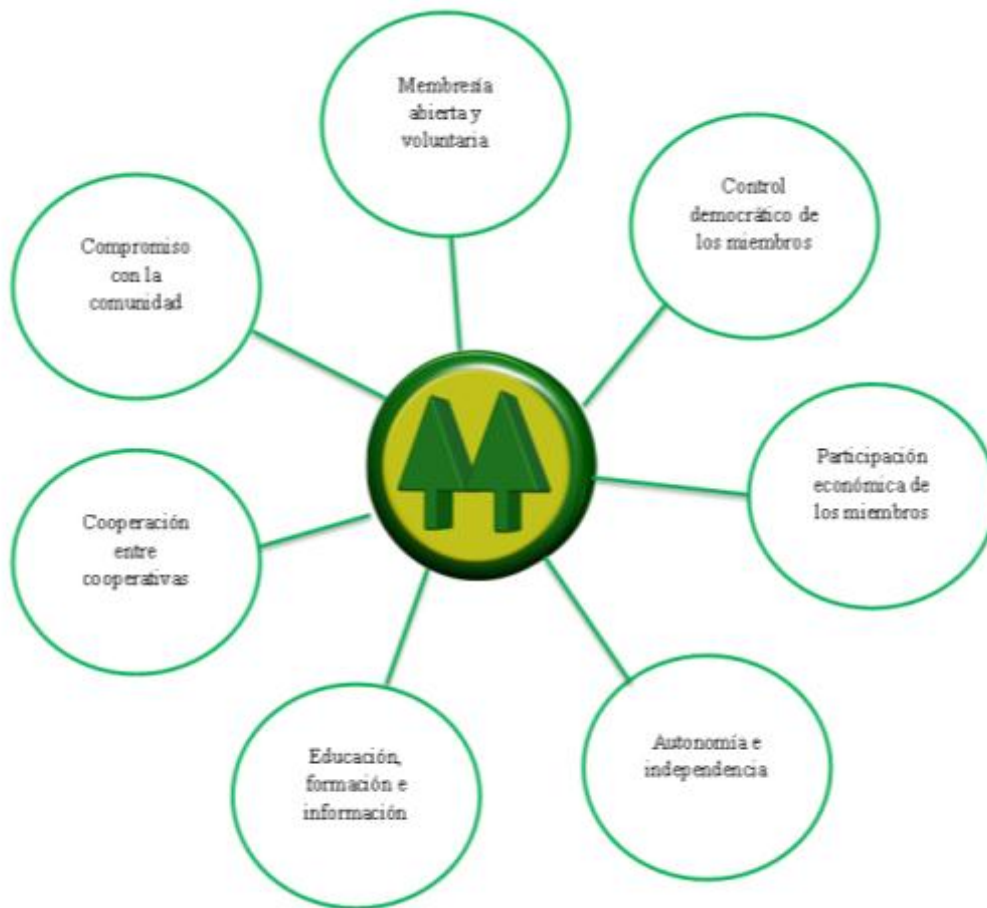 Membresía
abierta y
voluntaria
Control
democrático de
los miembros
Participación
económica de
los miembros
Autonomía e
independencia
Educación,
formación e
información
Cooperación
entre
cooperativas
Compromiso
con la
comunidad